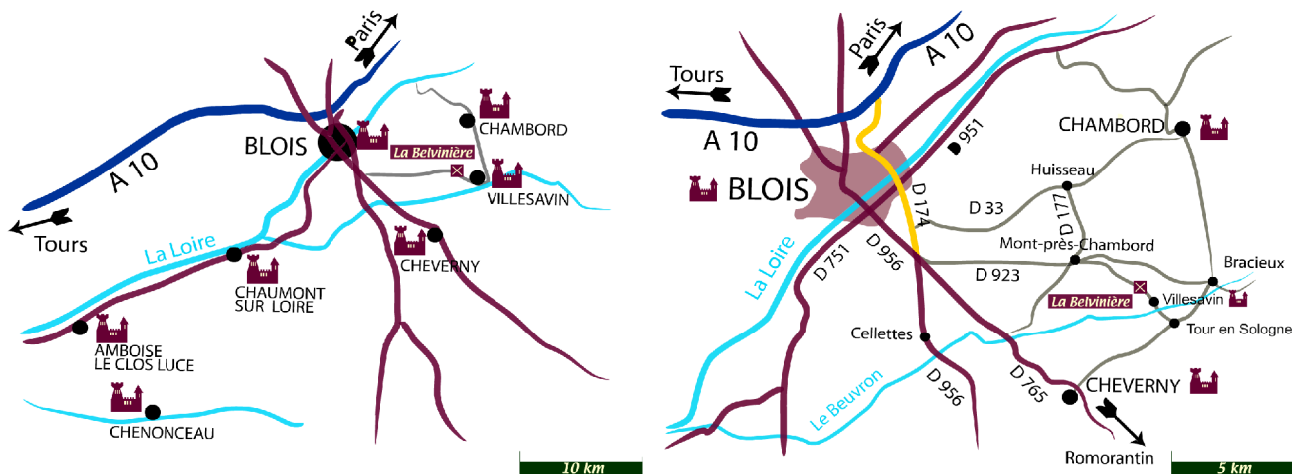 Paris
A 10
BLOIS
CHAMBORD
La Belvinière
VILLESAVIN
Tours
La Loire
CHEVERNY
CHAUMONT
SUR LOIRE
AMBOISE
LE CLOS LUCE
CHENONCEAU
10 km
Paris
A 10
Tours
A 10
D 951
CHAMBORD
Huisseau
BLOIS
D 174
D 33
D 177
Mont-près-Chambord
La Loire
D 751
D 956
D 923
Bracieux
La Belvinière
Villesavin
Tour en Sologne
Cellettes
Le Beuvron
D 956
D 765
CHEVERNY
Romorantin
5 km